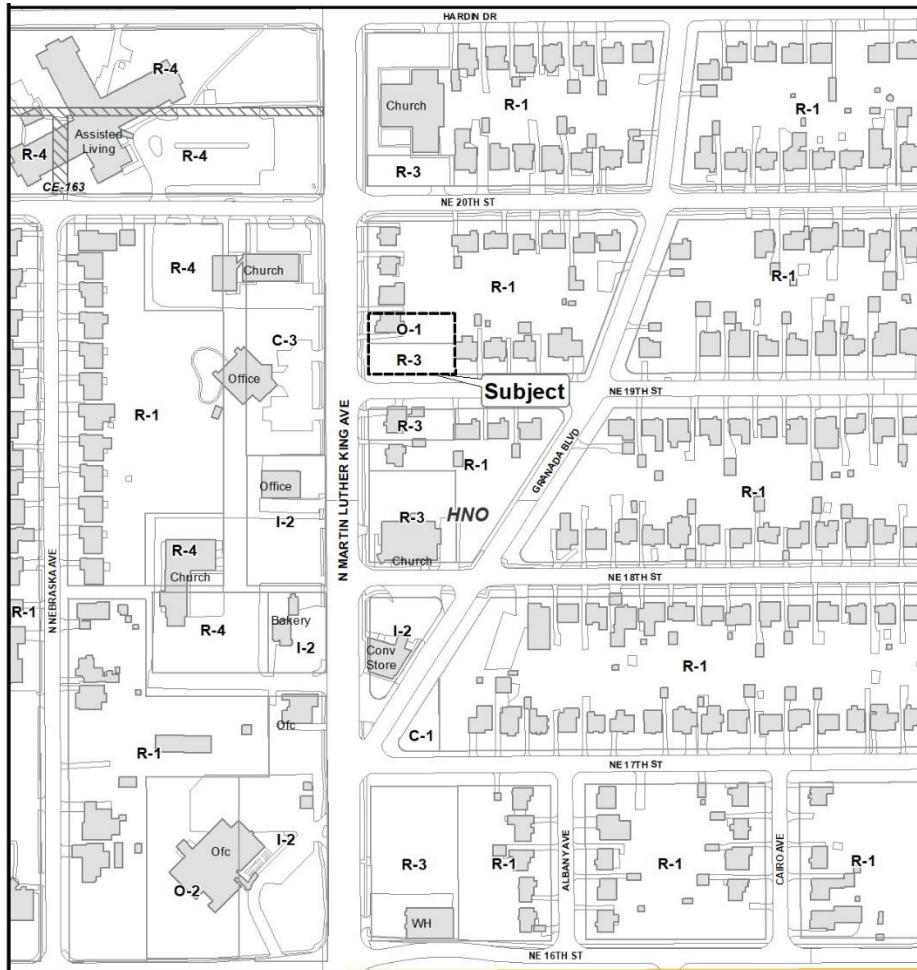 HARDIN DR
R-4
Church
R-1
R-1
Assisted
Living
R-4
R-4
R-3
CE-163
NE 20TH ST
R-4
Church
R-1
R-1
O-1
C-3
R-3
Office
Subject
NE 19TH ST
R-1
N MARTIN LUTHER KING AVE
R-3
R-1
GRANADA BLVD
Office
R-1
I-2
R-3
HNO
R-4
Church
Church
NE 18TH ST
N NEBRASKA AVE
R-1
R-4
Bakery
I-2
I-2
Conv
Store
R-1
Ofc
C-1
R-1
NE 17TH ST
I-2
Ofc
R-3
R-1
ALBANY AVE
R-1
CAIRO AVE
R-1
O-2
WH
NE 16TH ST